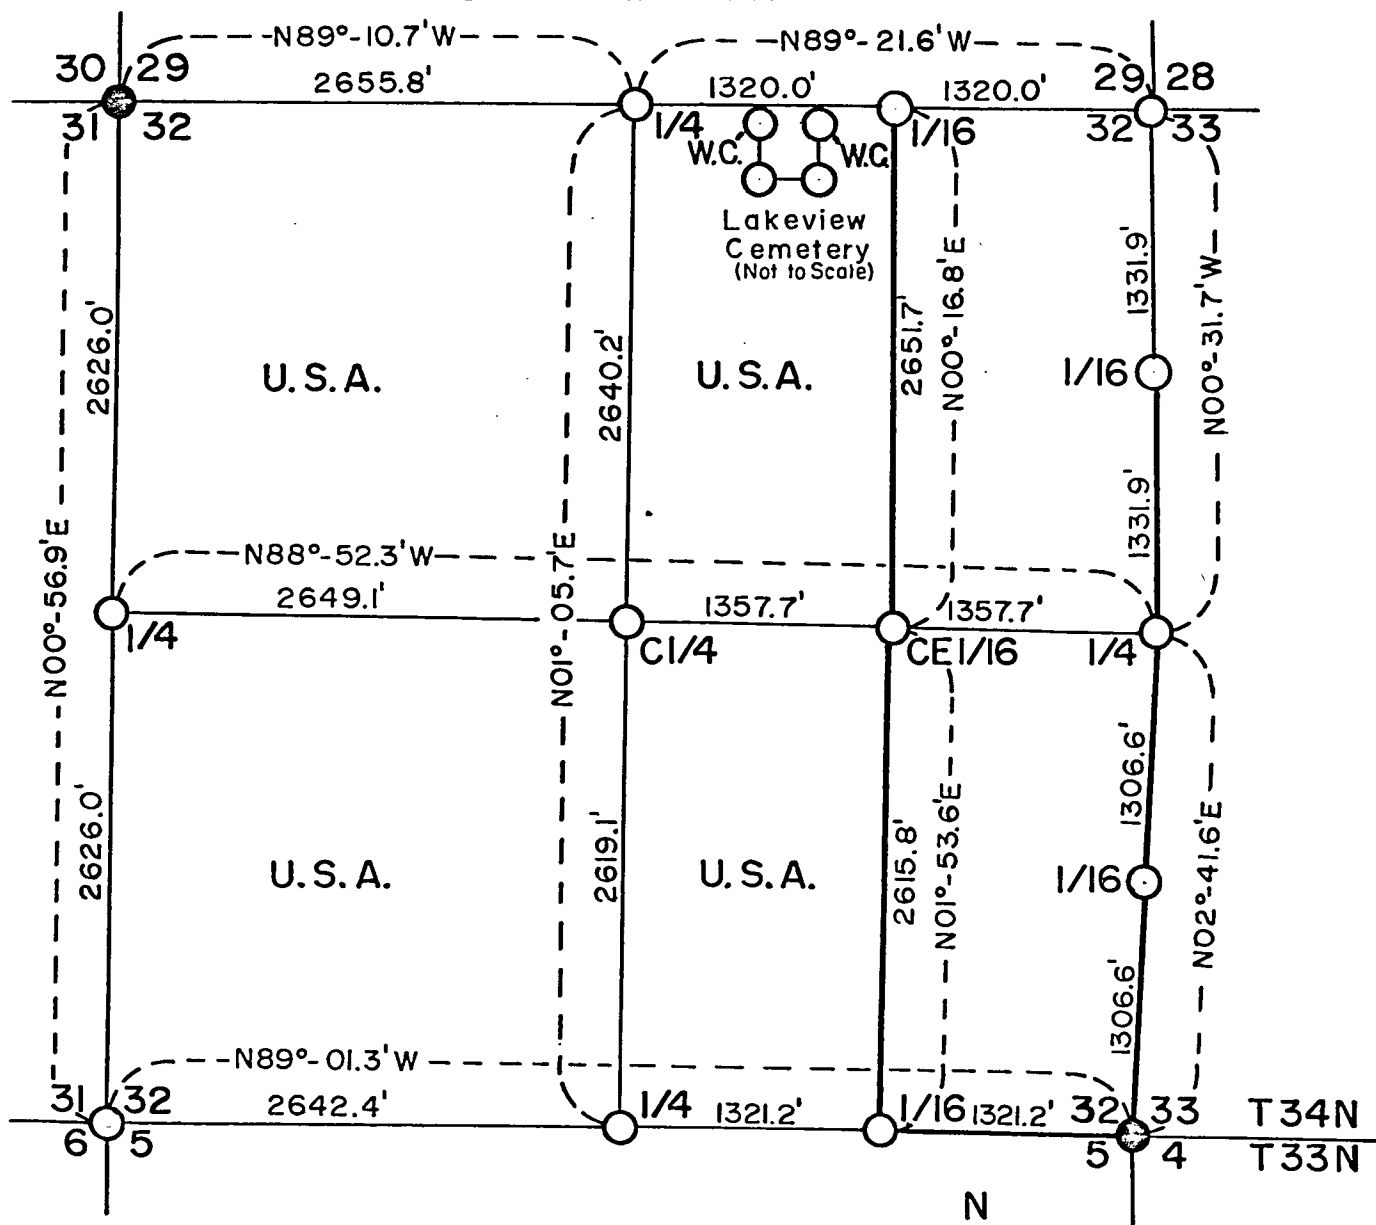 N89°-10.7'W
N89°-21.6'W
30 29
2655.8'
1320.0'
1320.0'
29 28
31 32
1/4
1/16
32 33
W.C.
W.C.
Lakeview
Cemetery
(Not to Scale)
2626.0'
2640.2'
2651.7'
N00°-16.8'E
1331.9'
N00°-31.7'W
U.S.A.
U.S.A.
1/16
1331.9'
N00°-56.9'E
N01°-05.7'E
N88°-52.3'W
2649.1'
1357.7'
1357.7'
1/4
C1/4
CE1/16
1/4
2626.0'
2619.1'
2615.8'
N01°-53.6'E
1306.6'
N02°-41.6'E
U.S.A.
U.S.A.
1/16
1306.6'
N89°-01.3'W
31 32
2642.4'
1/4
1321.2'
1/16
1321.2'
32 33
T34N
6 5
5 4
T33N
N